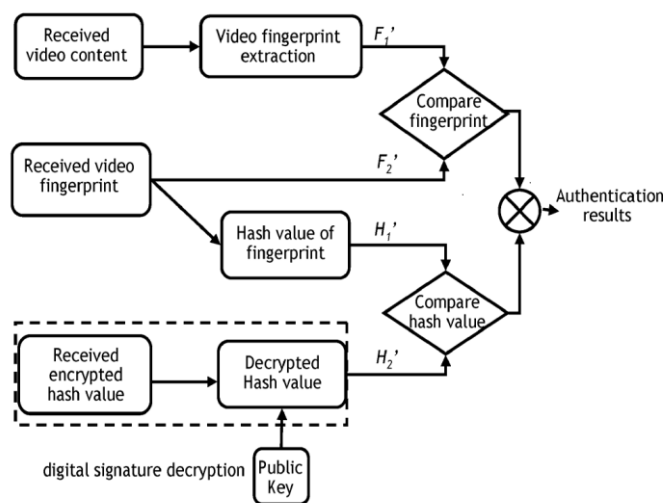 Received
video content
Video fingerprint
extraction
F₁'
Compare
fingerprint
Received video
fingerprint
F₂'
Authentication
results
Hash value of
fingerprint
H₁'
Compare
hash value
Received
encrypted
hash value
Decrypted
Hash value
H₂'
digital signature decryption
Public
Key